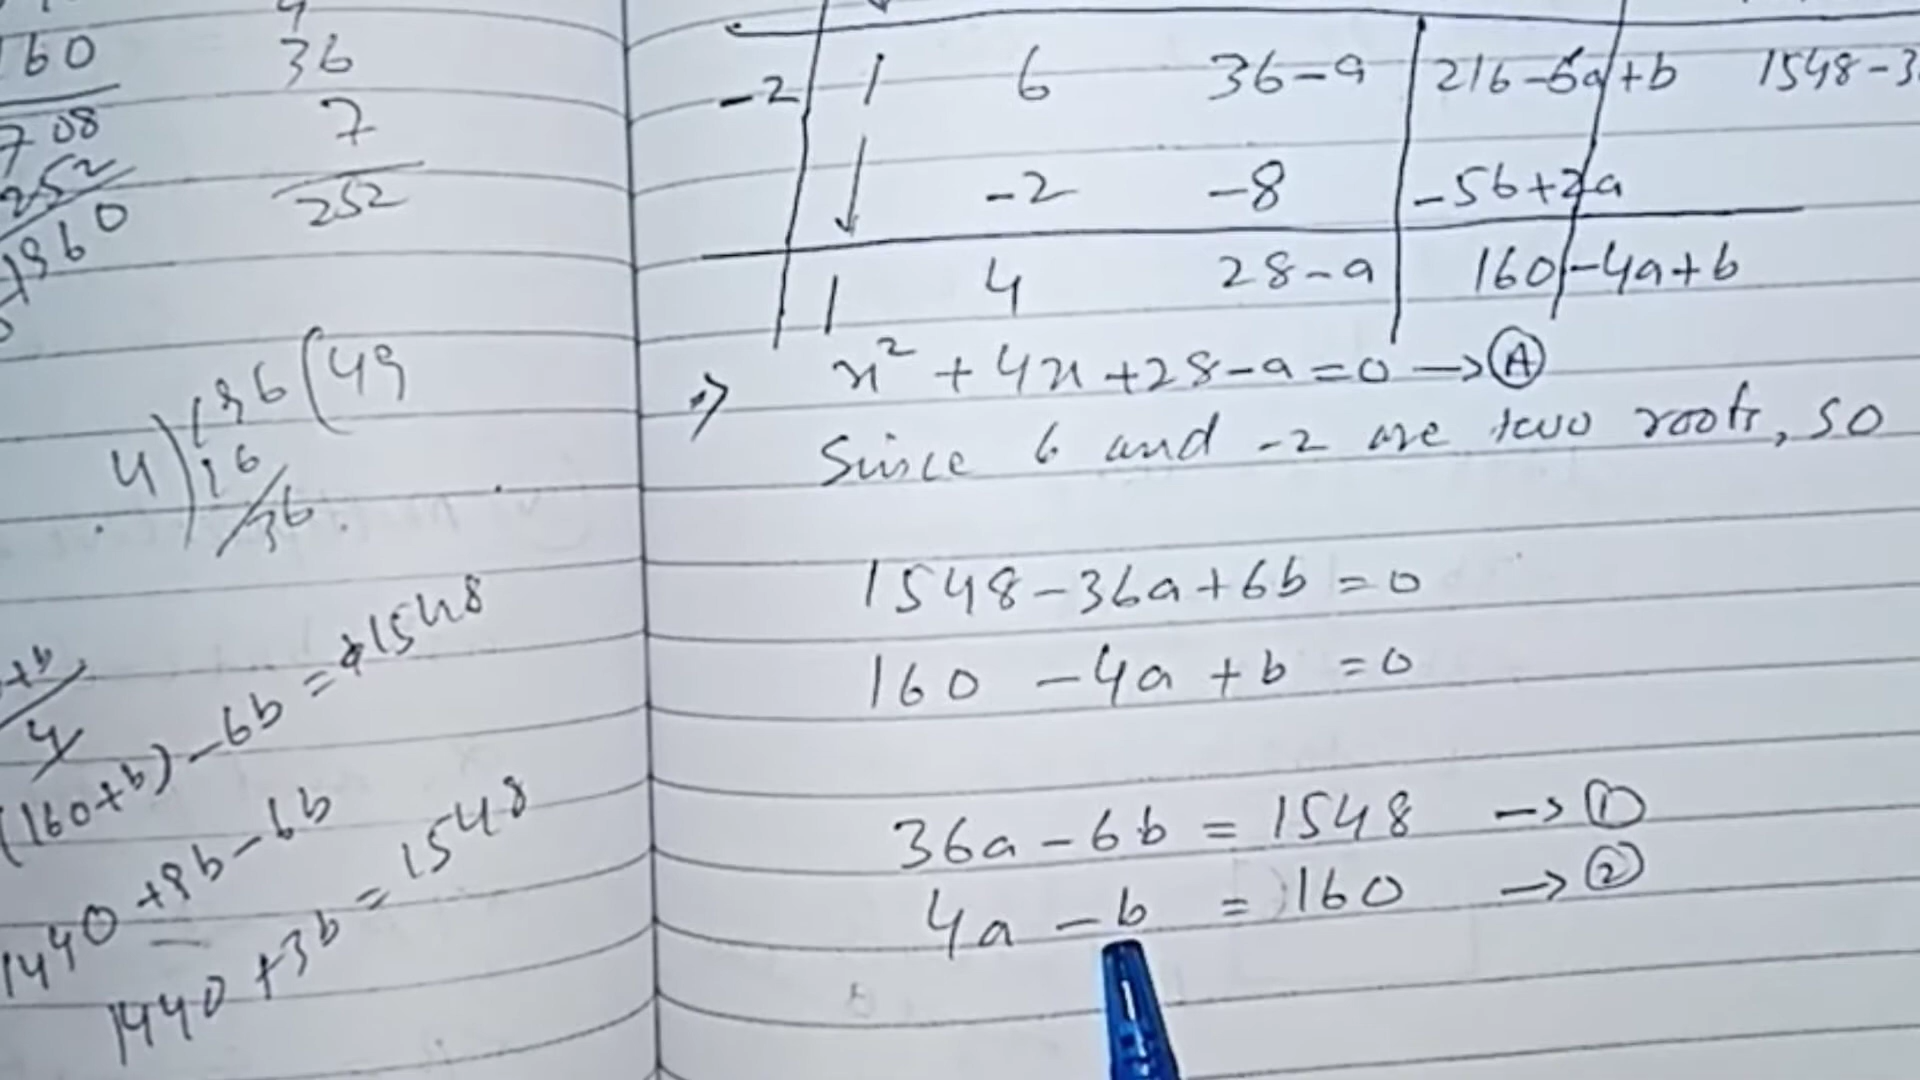 60
36
708
7
252
252
1960
4)196(49
16
36
(160+b)-6b=1548
1440+9b-6b
1440+3b=1548
-2 1 6 36-a 216-6a+b 1548-3
-2 -8 -56+2a
1 4 28-a 160-4a+b
⇒ x²+4x+28-a=0 → Ⓐ
Since 6 and -2 are two roots, so
1548-36a+6b=0
160-4a+b=0
36a-6b=1548 → ①
4a-b=160 → ②